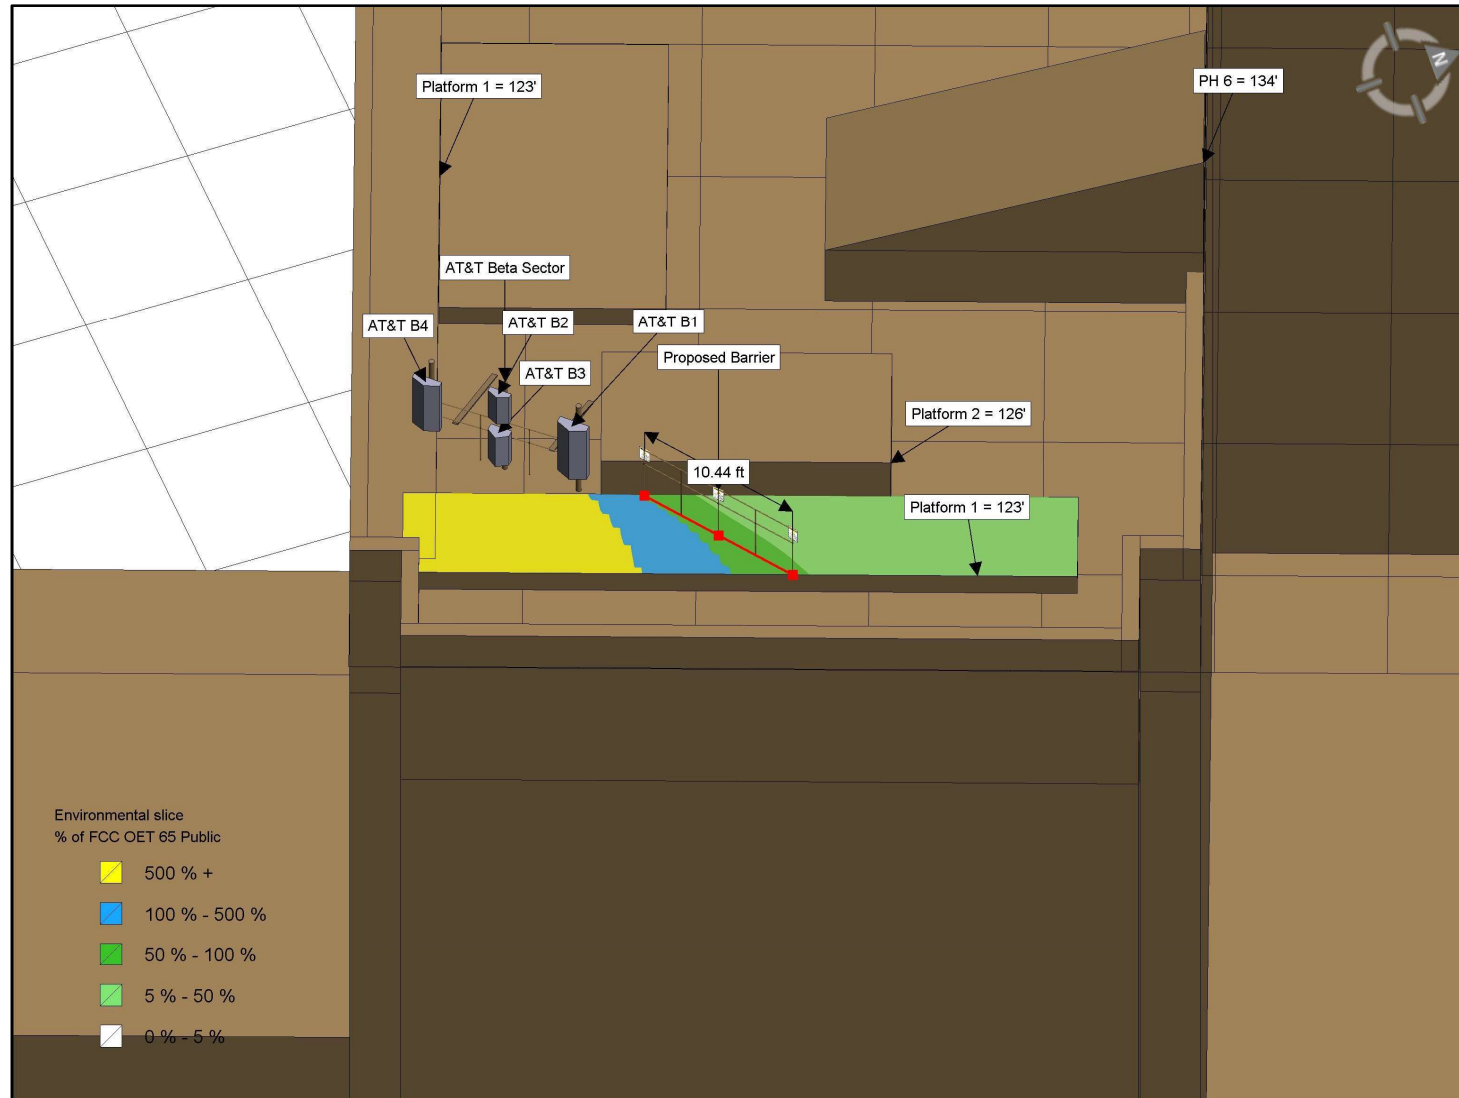 Platform 1 = 123'
PH 6 = 134'
N
AT&T Beta Sector
AT&T B4
AT&T B2
AT&T B1
AT&T B3
Proposed Barrier
Platform 2 = 126'
10.44 ft
Platform 1 = 123'
Environmental slice
% of FCC OET 65 Public
500 % +
100 % - 500 %
50 % - 100 %
5 % - 50 %
0 % - 5 %